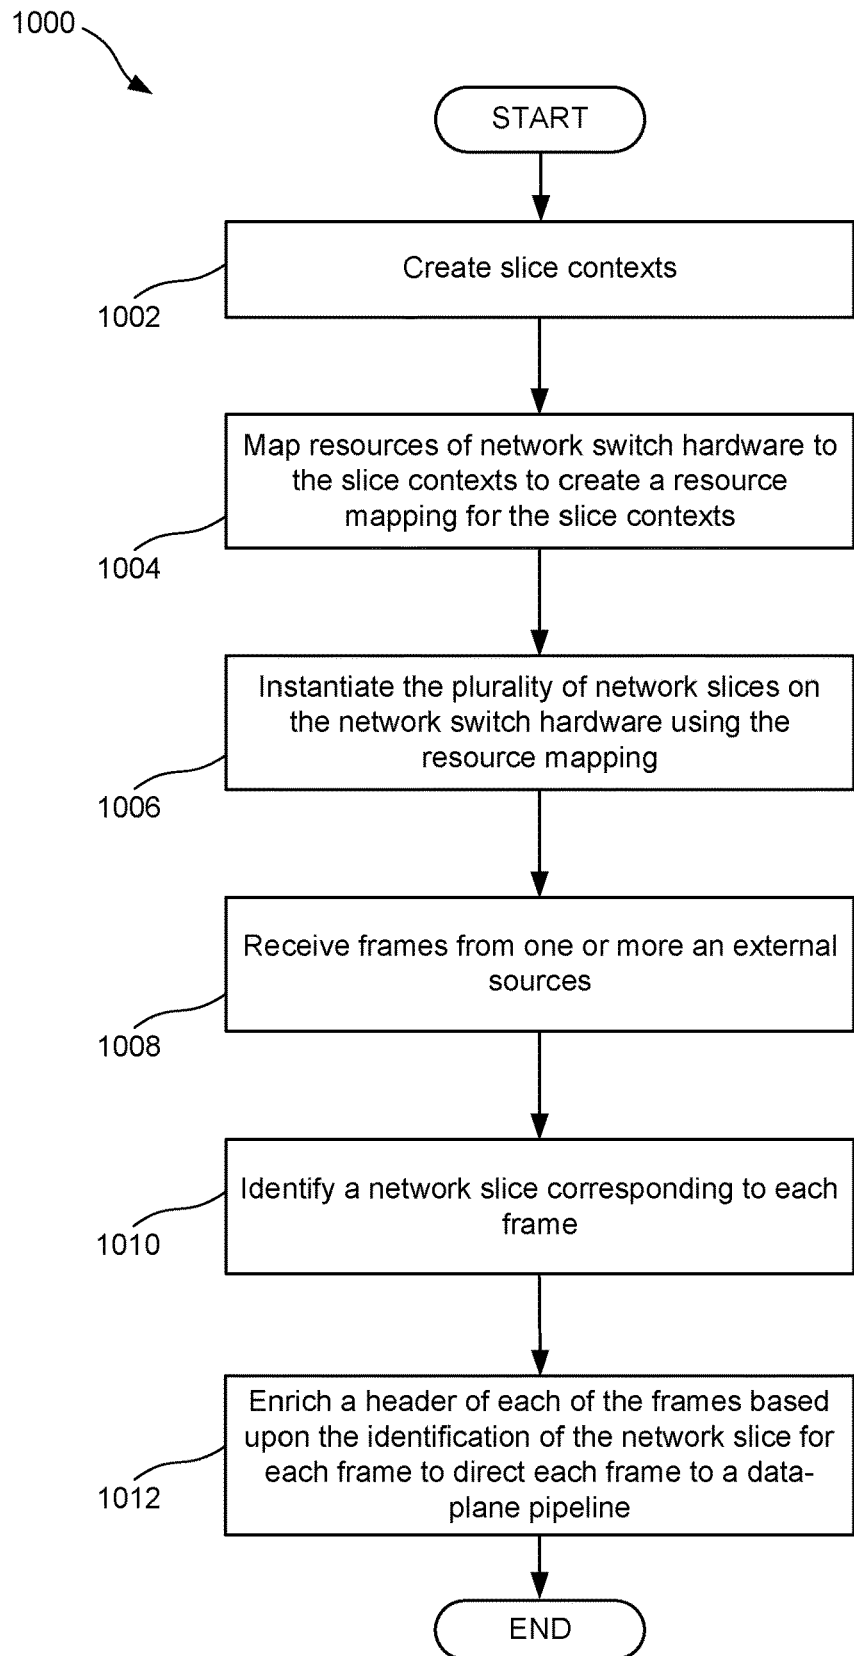 1000
START
Create slice contexts
1002
Map resources of network switch hardware to
the slice contexts to create a resource
mapping for the slice contexts
1004
Instantiate the plurality of network slices on
the network switch hardware using the
resource mapping
1006
Receive frames from one or more an external
sources
1008
Identify a network slice corresponding to each
frame
1010
Enrich a header of each of the frames based
upon the identification of the network slice for
each frame to direct each frame to a data-
plane pipeline
1012
END